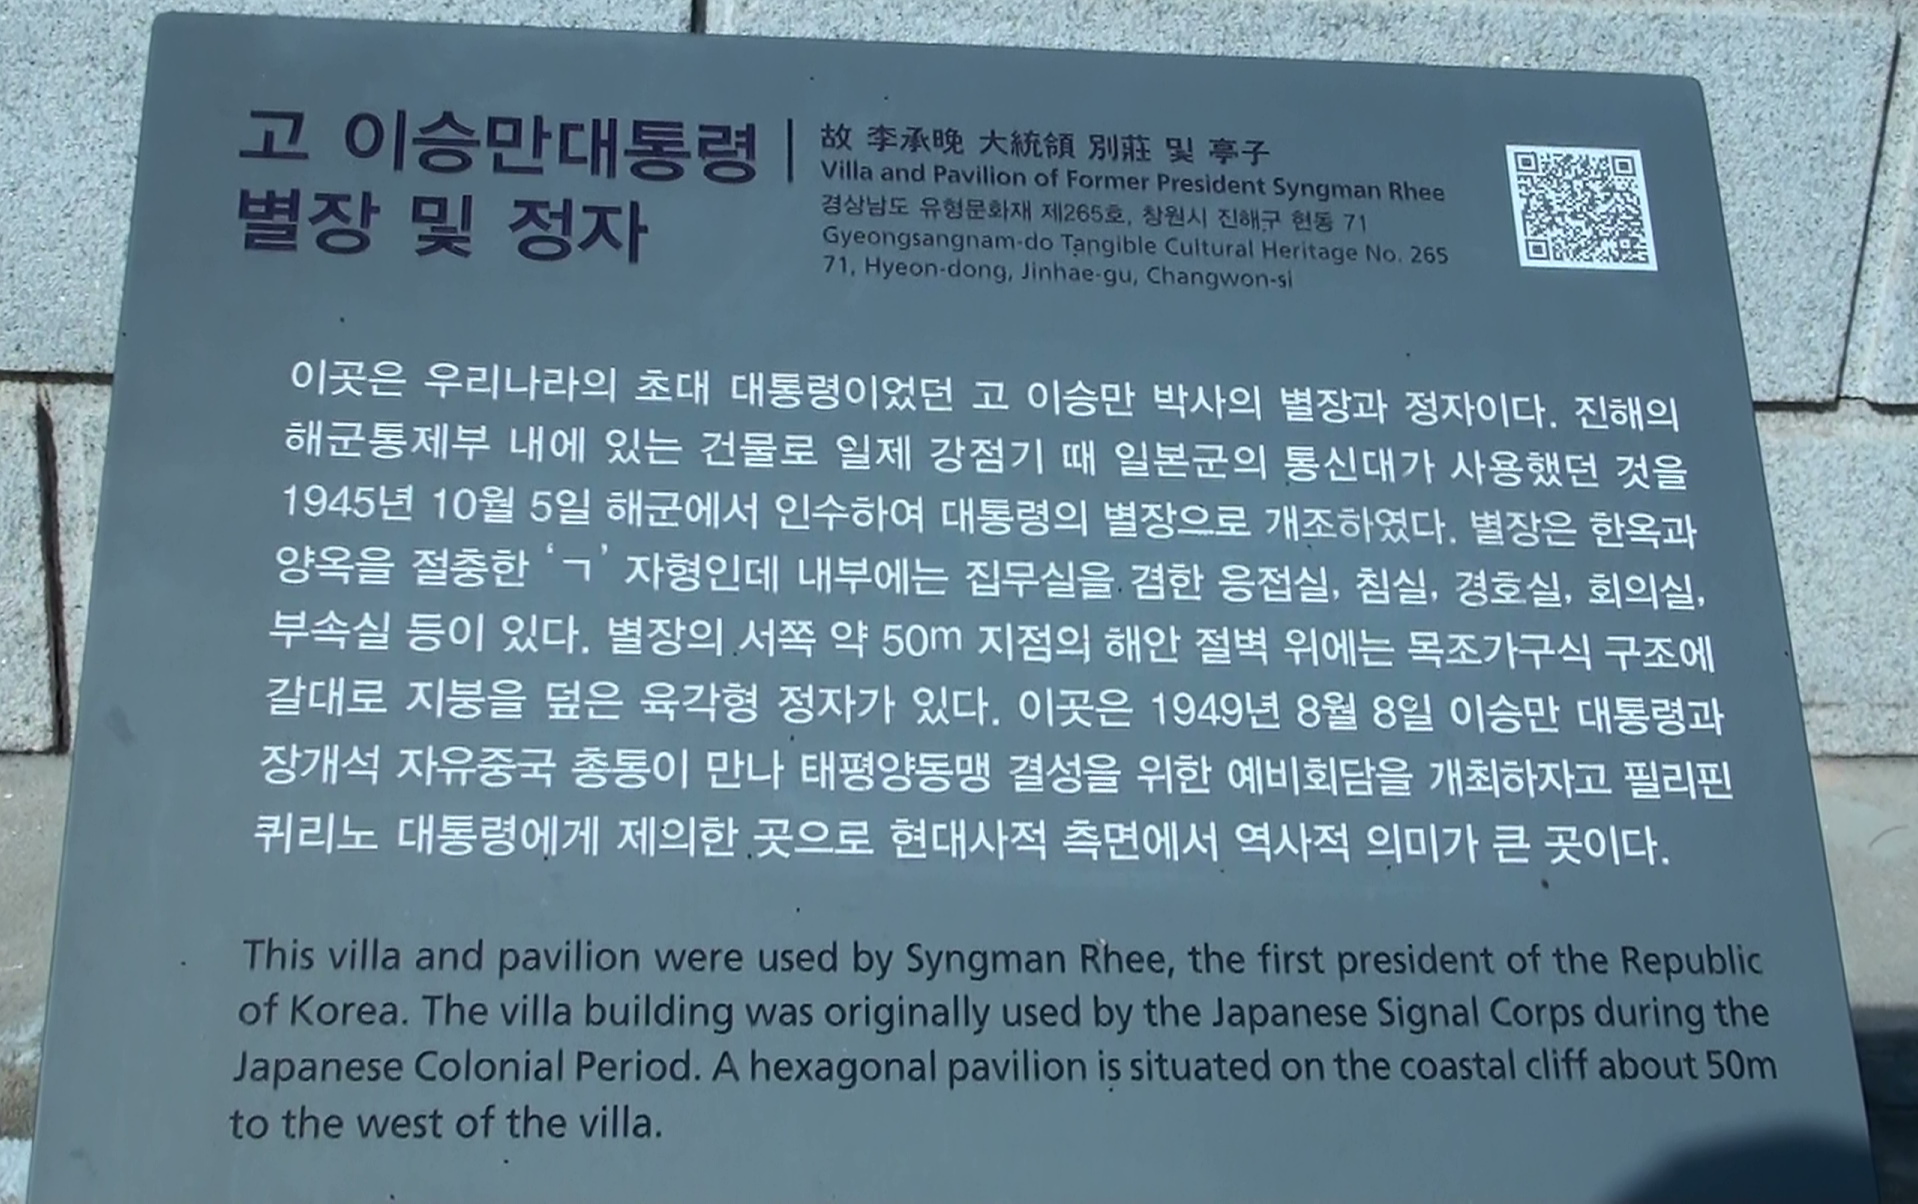 고 이승만대통령
별장 및 정자
故 李承晩 大統領 別莊 및 亭子
Villa and Pavilion of Former President Syngman Rhee
경상남도 유형문화재 제265호, 창원시 진해구 현동 71
Gyeongsangnam-do Tangible Cultural Heritage No. 265
71, Hyeon-dong, Jinhae-gu, Changwon-si
이곳은 우리나라의 초대 대통령이었던 고 이승만 박사의 별장과 정자이다. 진해의
해군통제부 내에 있는 건물로 일제 강점기 때 일본군의 통신대가 사용했던 것을
1945년 10월 5일 해군에서 인수하여 대통령의 별장으로 개조하였다. 별장은 한옥과
양옥을 절충한 ‘ㄱ’ 자형인데 내부에는 집무실을 겸한 응접실, 침실, 경호실, 회의실,
부속실 등이 있다. 별장의 서쪽 약 50m 지점의 해안 절벽 위에는 목조가구식 구조에
갈대로 지붕을 덮은 육각형 정자가 있다. 이곳은 1949년 8월 8일 이승만 대통령과
장개석 자유중국 총통이 만나 태평양동맹 결성을 위한 예비회담을 개최하자고 필리핀
퀴리노 대통령에게 제의한 곳으로 현대사적 측면에서 역사적 의미가 큰 곳이다.
This villa and pavilion were used by Syngman Rhee, the first president of the Republic
of Korea. The villa building was originally used by the Japanese Signal Corps during the
Japanese Colonial Period. A hexagonal pavilion is situated on the coastal cliff about 50m
to the west of the villa.